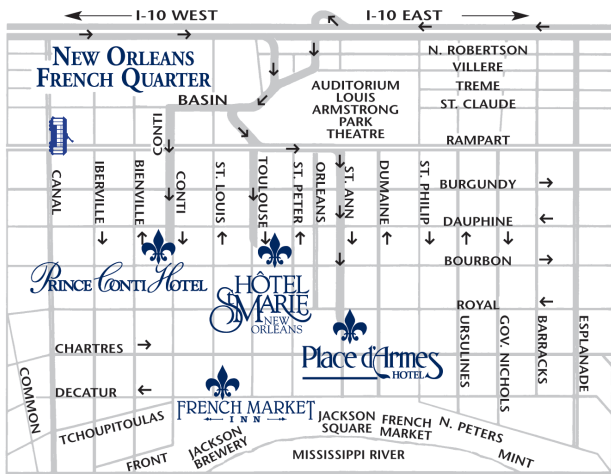 I-10 WEST
I-10 EAST
NEW ORLEANS
FRENCH QUARTER
N. ROBERTSON
VILLERE
TREME
ST. CLAUDE
BASIN
AUDITORIUM
LOUIS
ARMSTRONG
PARK
THEATRE
CONTI
RAMPART
CANAL
IBERVILLE
BIENVILLE
CONTI
ST. LOUIS
TOULOUSE
ST. PETER
ORLEANS
ST. ANN
DUMAINE
ST. PHILIP
BURGUNDY
DAUPHINE
BOURBON
ROYAL
PRINCE CONTI HOTEL
HÔTEL
ST MARIE
NEW
ORLEANS
Place d'Armes
HOTEL
URSULINES
GOV. NICHOLS
BARRACKS
ESPLANADE
CHARTRES
DECATUR
COMMON
FRENCH MARKET
INN
TCHOUPITOULAS
FRONT
JACKSON
BREWERY
JACKSON
SQUARE
FRENCH
MARKET
N. PETERS
MINT
MISSISSIPPI RIVER